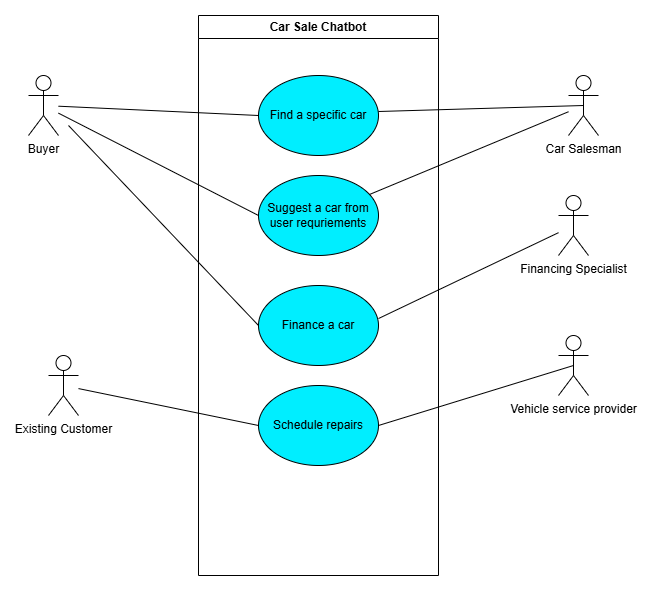 Car Sale Chatbot
Find a specific car
Buyer
Car Salesman
Suggest a car from
user requriements
Financing Specialist
Finance a car
Vehicle service provider
Existing Customer
Schedule repairs